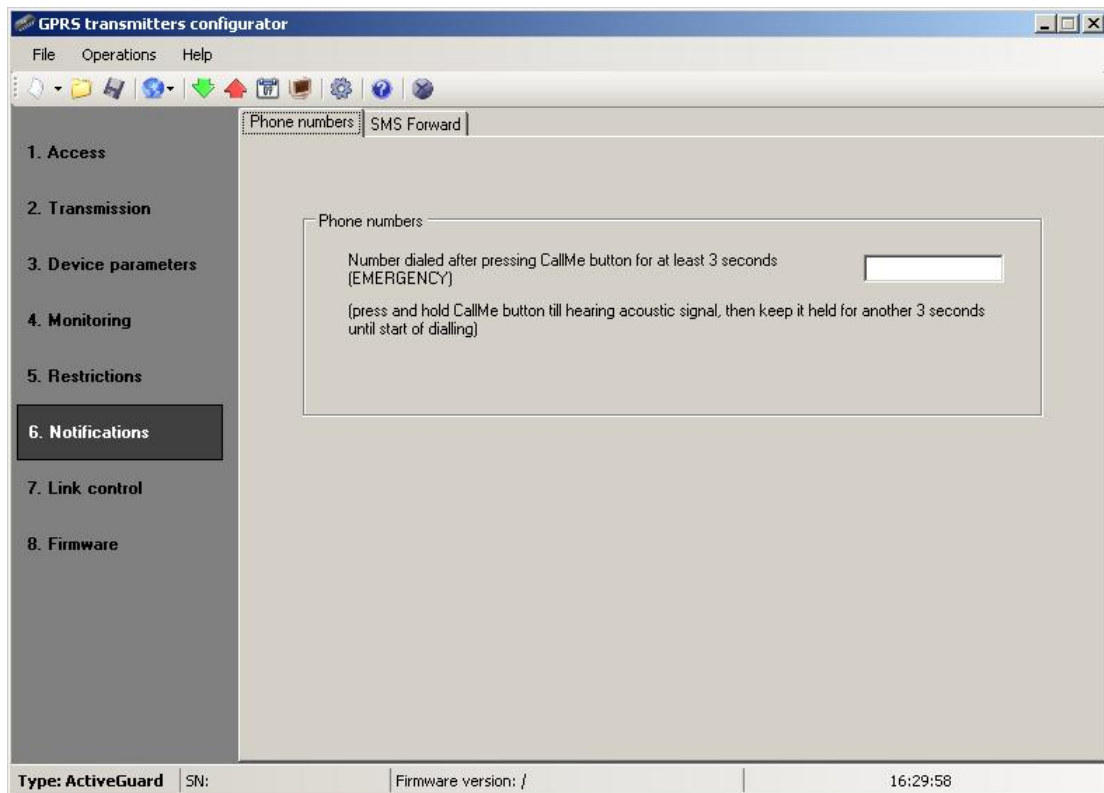 GPRS transmitters configurator
File Operations Help
Phone numbers SMS Forward
1. Access
2. Transmission
3. Device parameters
4. Monitoring
5. Restrictions
6. Notifications
7. Link control
8. Firmware
Phone numbers
Number dialed after pressing CallMe button for at least 3 seconds
(EMERGENCY)
(press and hold CallMe button till hearing acoustic signal, then keep it held for another 3 seconds
until start of dialling)
Type: ActiveGuard SN: Firmware version: / 16:29:58